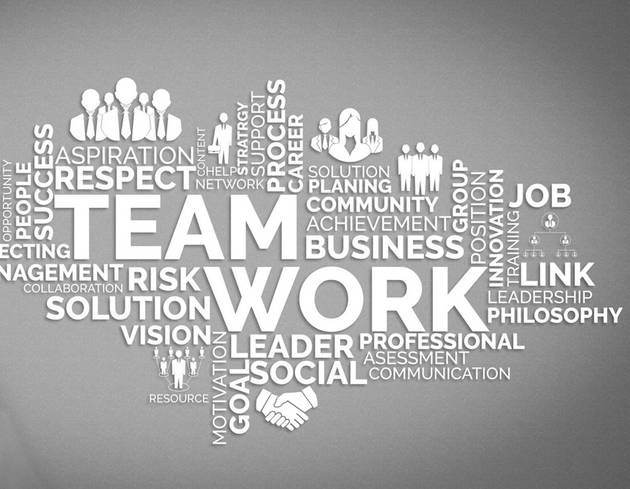 ASPIRATION
RESPECT
CONTENT
HELP
NETWORK
STRATRGY
SUPPORT
PROCESS
CAREER
SOLUTION
PLANING
COMMUNITY
ACHIEVEMENT
BUSINESS
GROUP
POSITION
INNOVATION
TRAINING
JOB
OPPORTUNITY
PEOPLE
SUCCESS
TEAM
ECTING
NAGEMENT
COLLABORATION
RISK
SOLUTION
VISION
WORK
LINK
LEADERSHIP
PHILOSOPHY
RESOURCE
MOTIVATION
GOAL
LEADER
SOCIAL
PROFESSIONAL
ASSESSMENT
COMMUNICATION